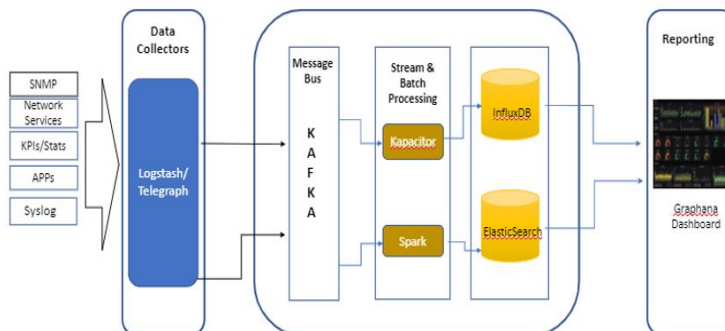 SNMP
Network
Services
KPIs/Stats
APPs
Syslog
Data
Collectors
Logstash/
Telegraph
Message
Bus
K
A
F
K
A
Stream &
Batch
Processing
Kapacitor
Spark
InfluxDB
ElasticSearch
Reporting
Graphana
Dashboard